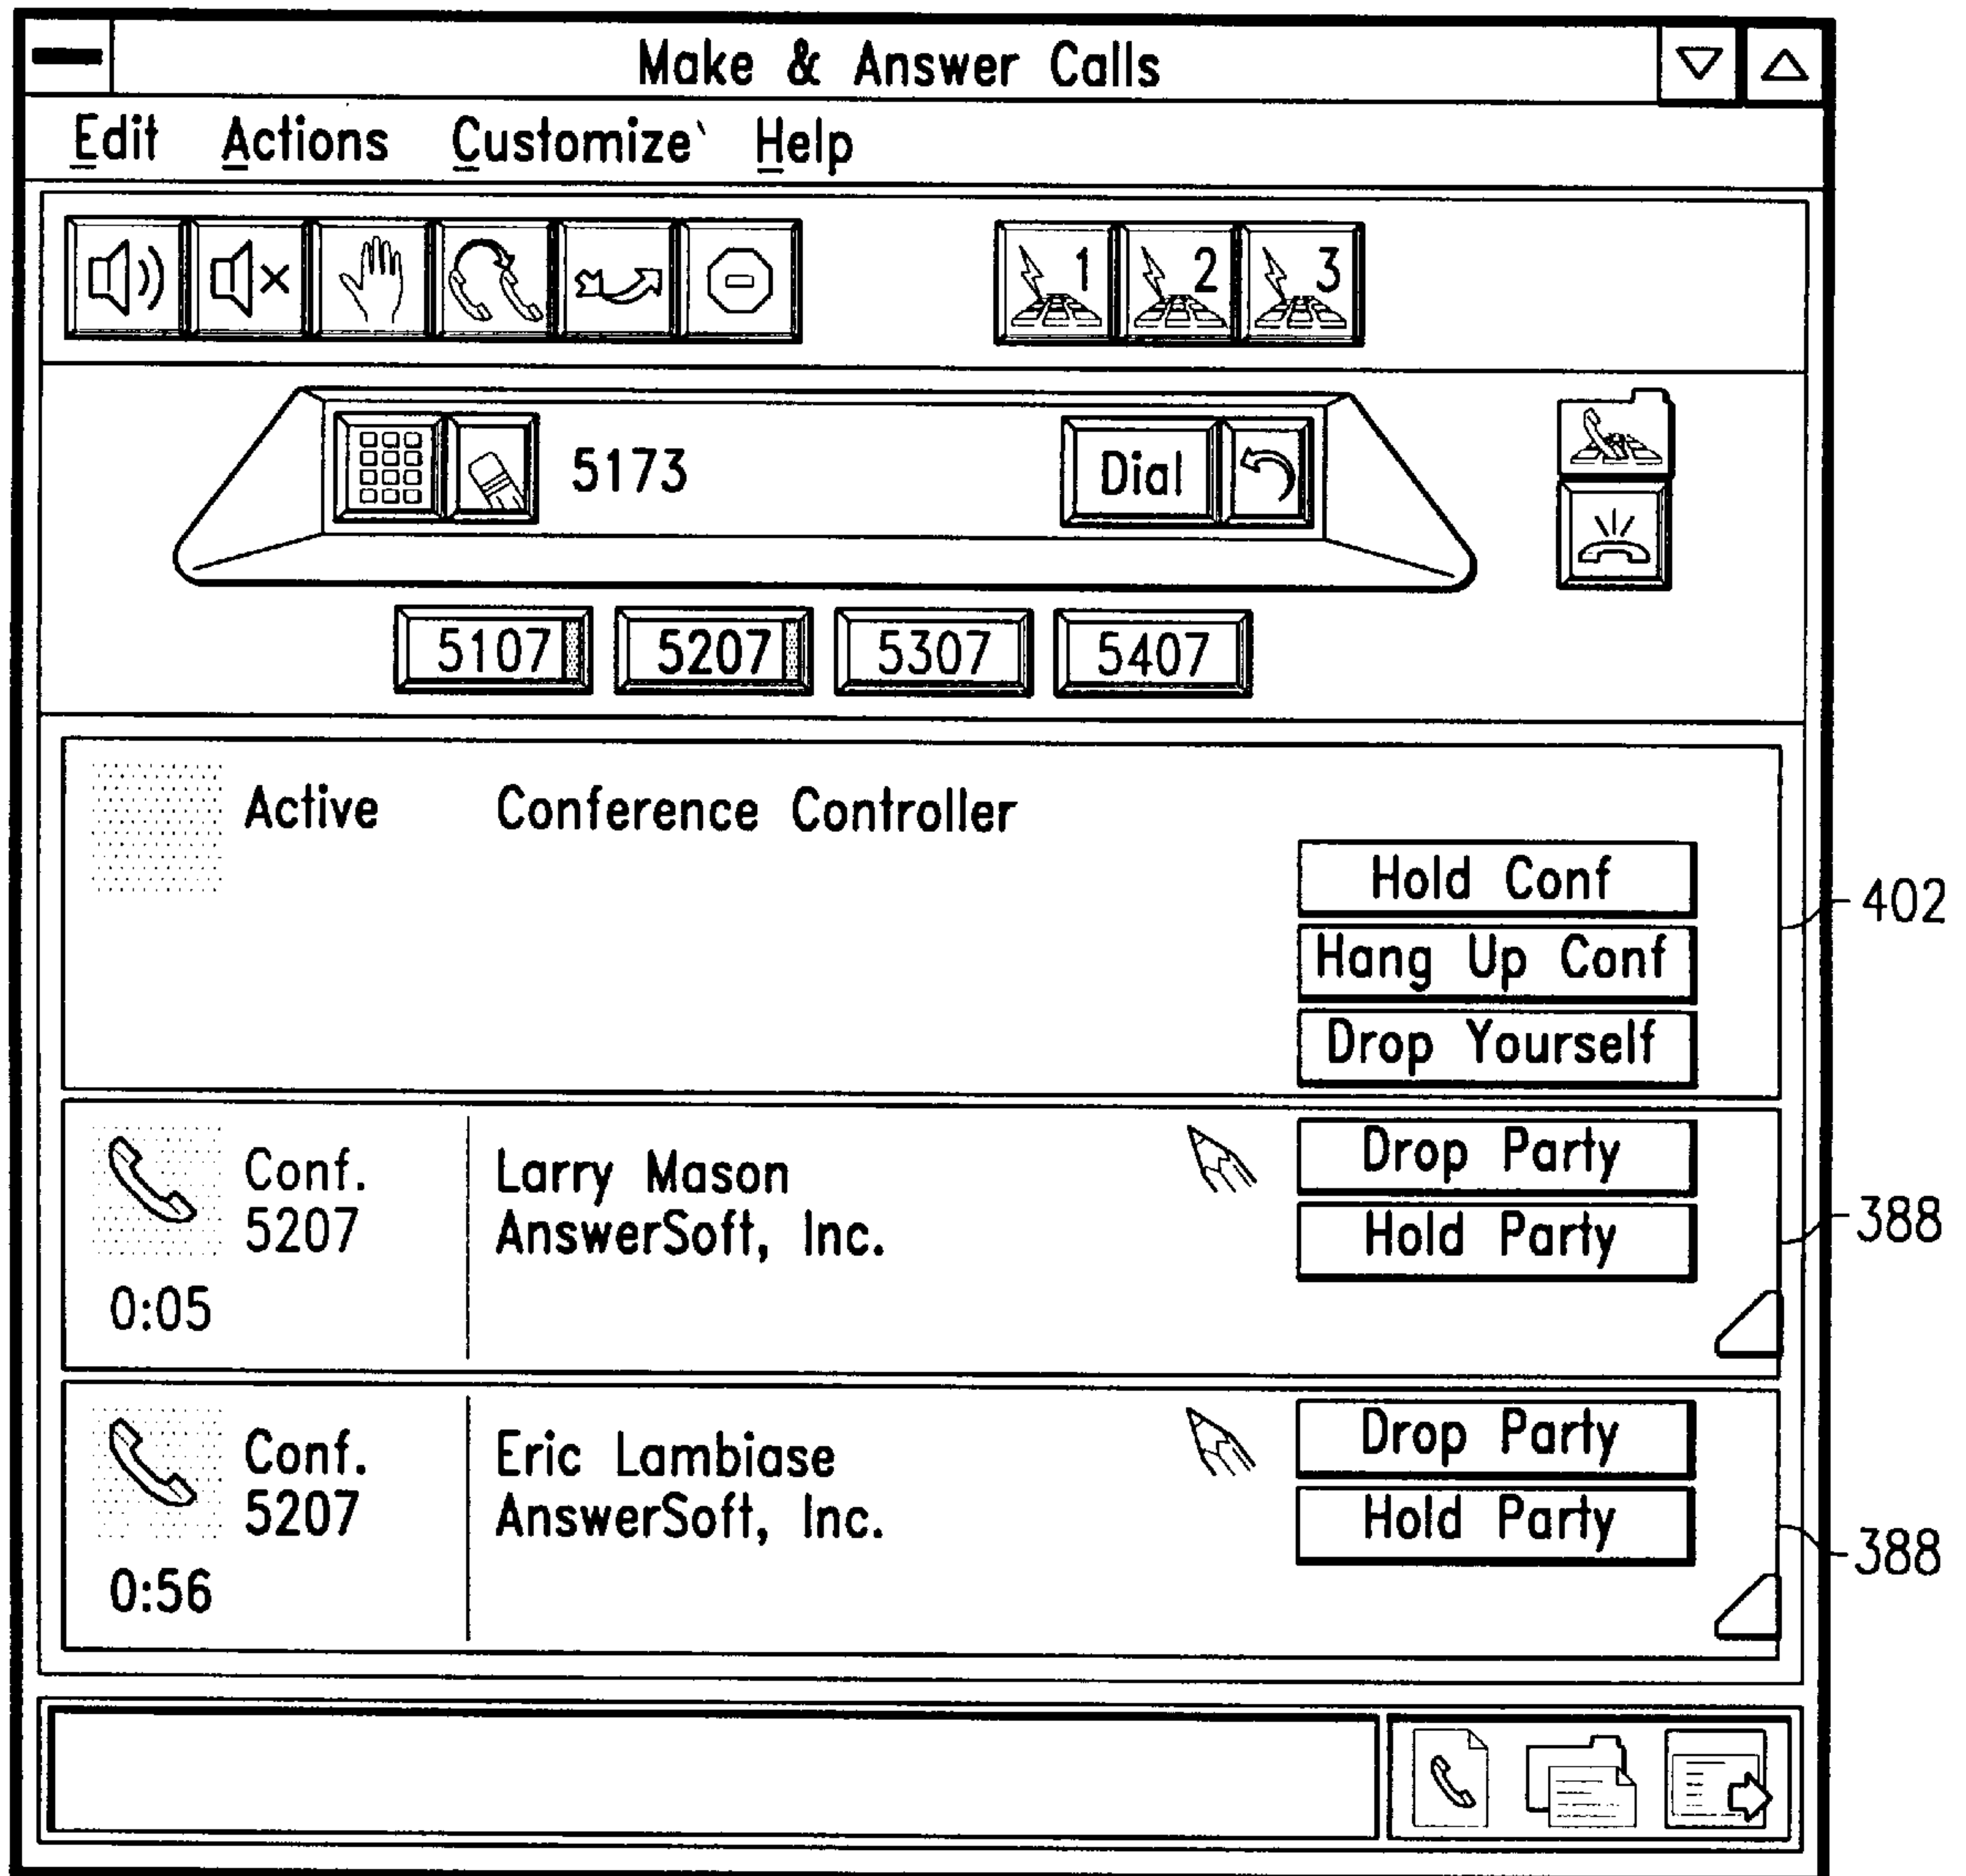 Make & Answer Calls
Edit Actions Customize Help
1 2 3
5173 Dial
5107 5207 5307 5407
Active Conference Controller
Hold Conf
402
Hang Up Conf
Drop Yourself
Conf. Larry Mason Drop Party
5207 AnswerSoft, Inc. Hold Party 388
0:05
Conf. Eric Lambiase Drop Party
5207 AnswerSoft, Inc. Hold Party 388
0:56